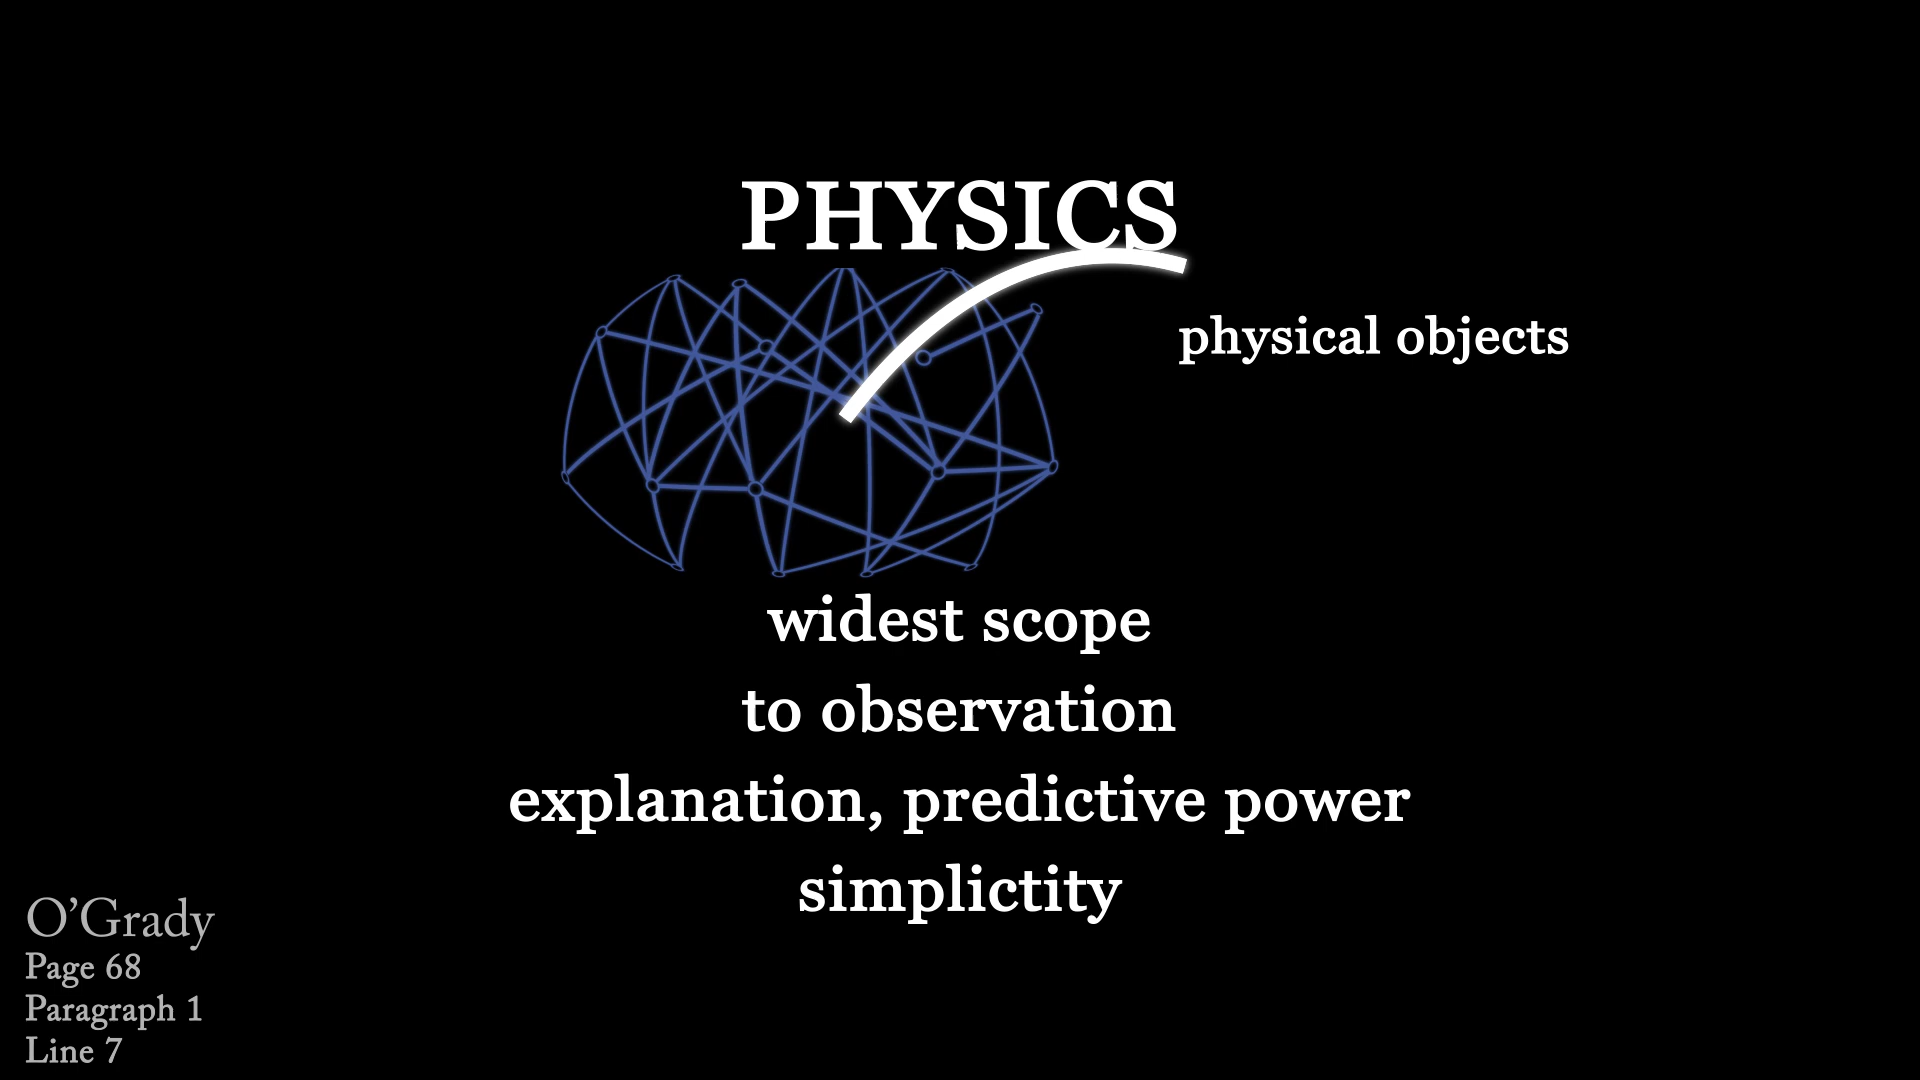 PHYSICS
physical objects
widest scope
to observation
explanation, predictive power
simplictity
O’Grady
Page 68
Paragraph 1
Line 7